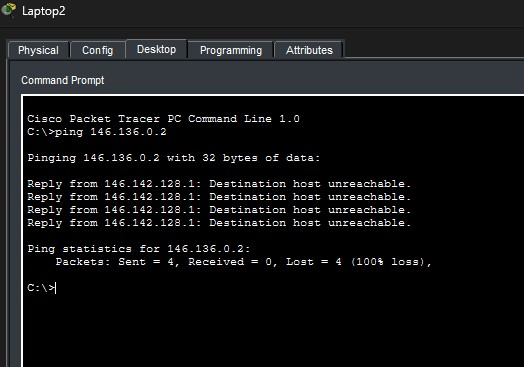 Laptop2
Physical Config Desktop Programming Attributes
Command Prompt
Cisco Packet Tracer PC Command Line 1.0
C:\>ping 146.136.0.2
Pinging 146.136.0.2 with 32 bytes of data:
Reply from 146.142.128.1: Destination host unreachable.
Reply from 146.142.128.1: Destination host unreachable.
Reply from 146.142.128.1: Destination host unreachable.
Reply from 146.142.128.1: Destination host unreachable.
Ping statistics for 146.136.0.2:
Packets: Sent = 4, Received = 0, Lost = 4 (100% loss),
C:\>